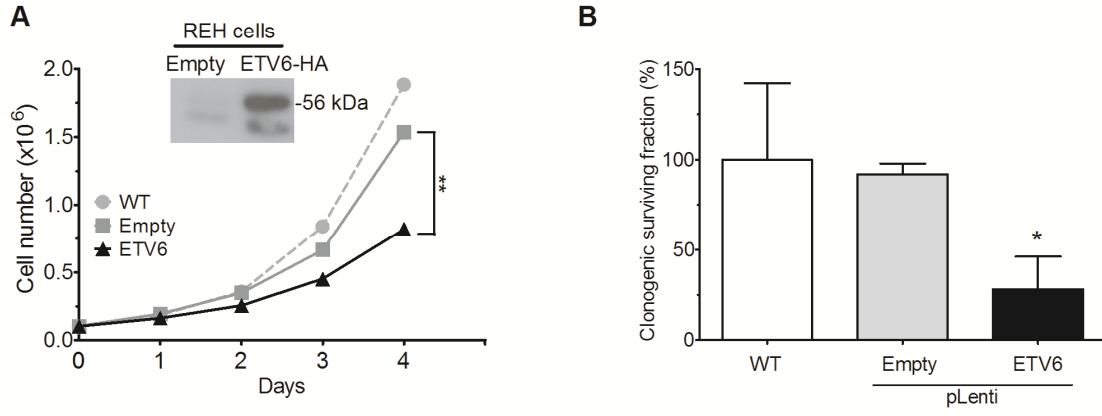 A
REH cells
Empty ETV6-HA
-56 kDa
2.0
1.5
1.0
0.5
0.0
Cell number (x10⁶)
WT
Empty
ETV6
**
0 1 2 3 4
Days
B
150
100
50
0
Clonogenic surviving fraction (%)
*
WT Empty ETV6
pLenti